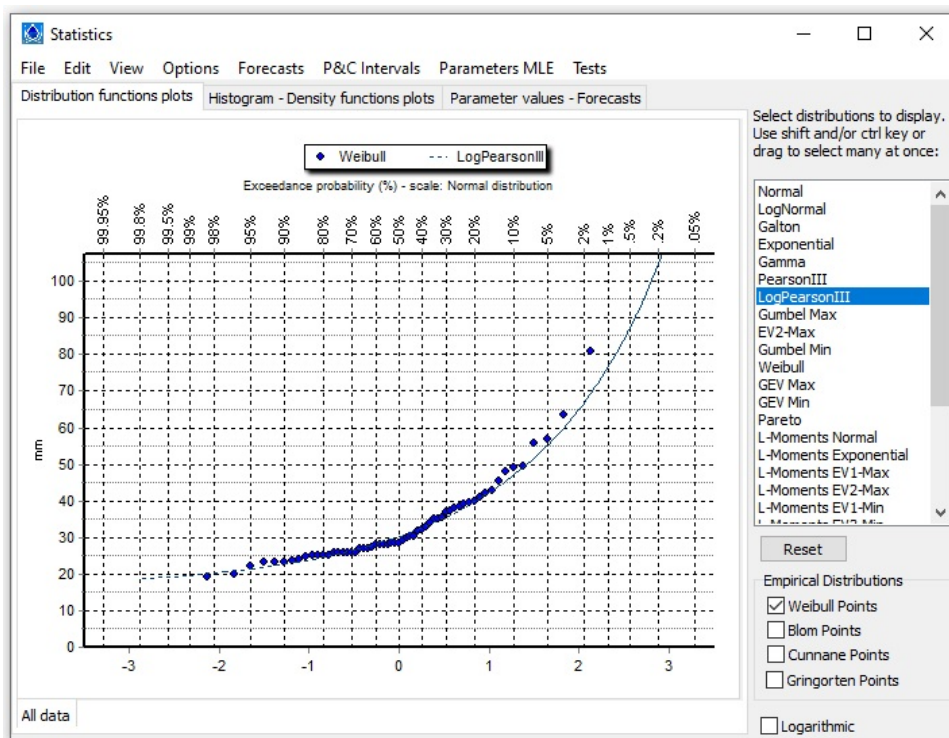 Statistics
File Edit View Options Forecasts P&C Intervals Parameters MLE Tests
Distribution functions plots Histogram - Density functions plots Parameter values - Forecasts
Weibull LogPearsonIII
Exceedance probability (%) - scale: Normal distribution
99.95% 99.8% 99.5% 99% 98% 95% 90% 80% 70% 60% 50% 40% 30% 20% 10% 5% 2% 1% .5% .2% .05%
100
90
80
70
60
50
40
30
20
10
0
mm
-3 -2 -1 0 1 2 3
All data
Select distributions to display.
Use shift and/or ctrl key or
drag to select many at once:
Normal
LogNormal
Galton
Exponential
Gamma
PearsonIII
LogPearsonIII
Gumbel Max
EV2-Max
Gumbel Min
Weibull
GEV Max
GEV Min
Pareto
L-Moments Normal
L-Moments Exponential
L-Moments EV1-Max
L-Moments EV2-Max
L-Moments EV1-Min
Reset
Empirical Distributions
Weibull Points
Blom Points
Cunnane Points
Gringorten Points
Logarithmic